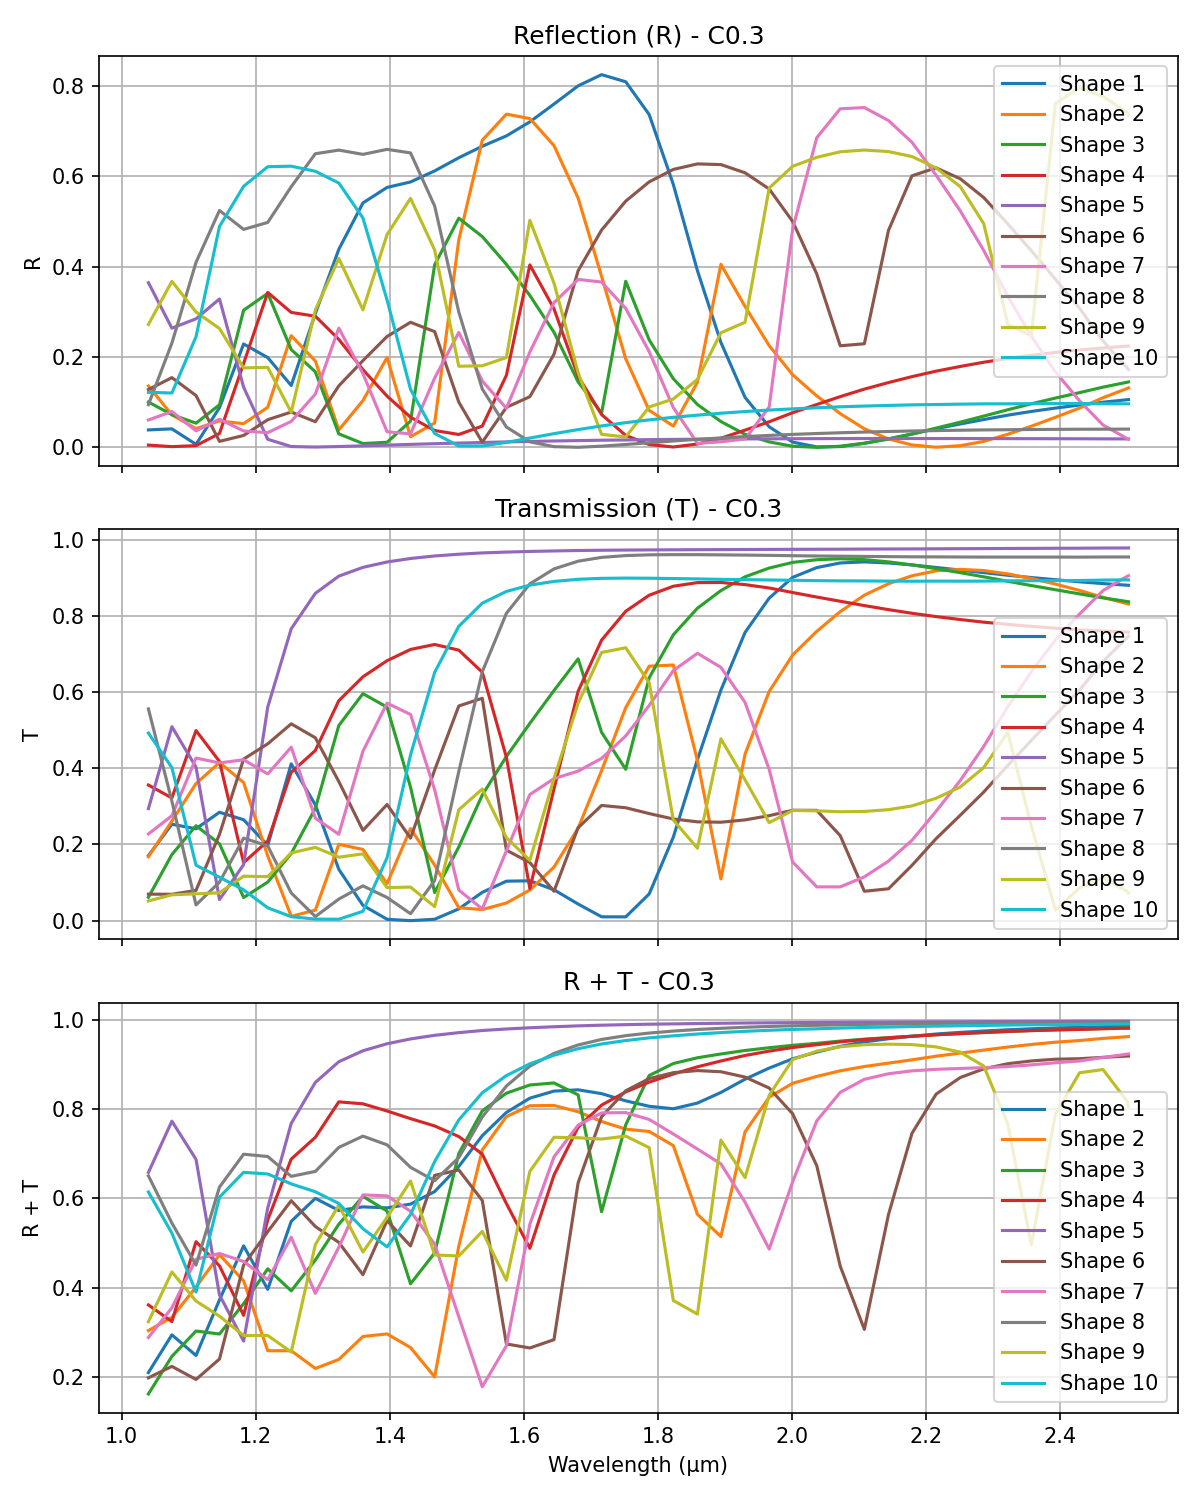 Reflection (R) - C0.3
R
0.8
0.6
0.4
0.2
0.0
Shape 1
Shape 2
Shape 3
Shape 4
Shape 5
Shape 6
Shape 7
Shape 8
Shape 9
Shape 10
Transmission (T) - C0.3
T
1.0
0.8
0.6
0.4
0.2
0.0
Shape 1
Shape 2
Shape 3
Shape 4
Shape 5
Shape 6
Shape 7
Shape 8
Shape 9
Shape 10
R + T - C0.3
R + T
1.0
0.8
0.6
0.4
0.2
Shape 1
Shape 2
Shape 3
Shape 4
Shape 5
Shape 6
Shape 7
Shape 8
Shape 9
Shape 10
1.0 1.2 1.4 1.6 1.8 2.0 2.2 2.4
Wavelength (µm)